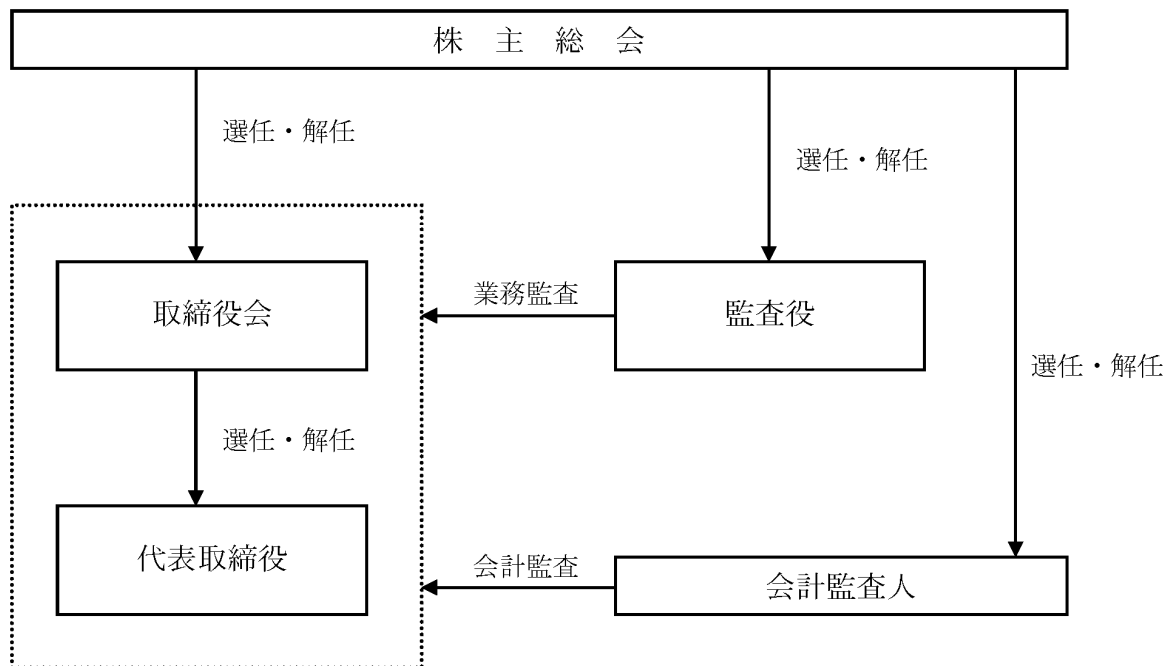 株 主 総 会
選任・解任
選任・解任
取締役会
業務監査
監査役
選任・解任
選任・解任
代表取締役
会計監査
会計監査人